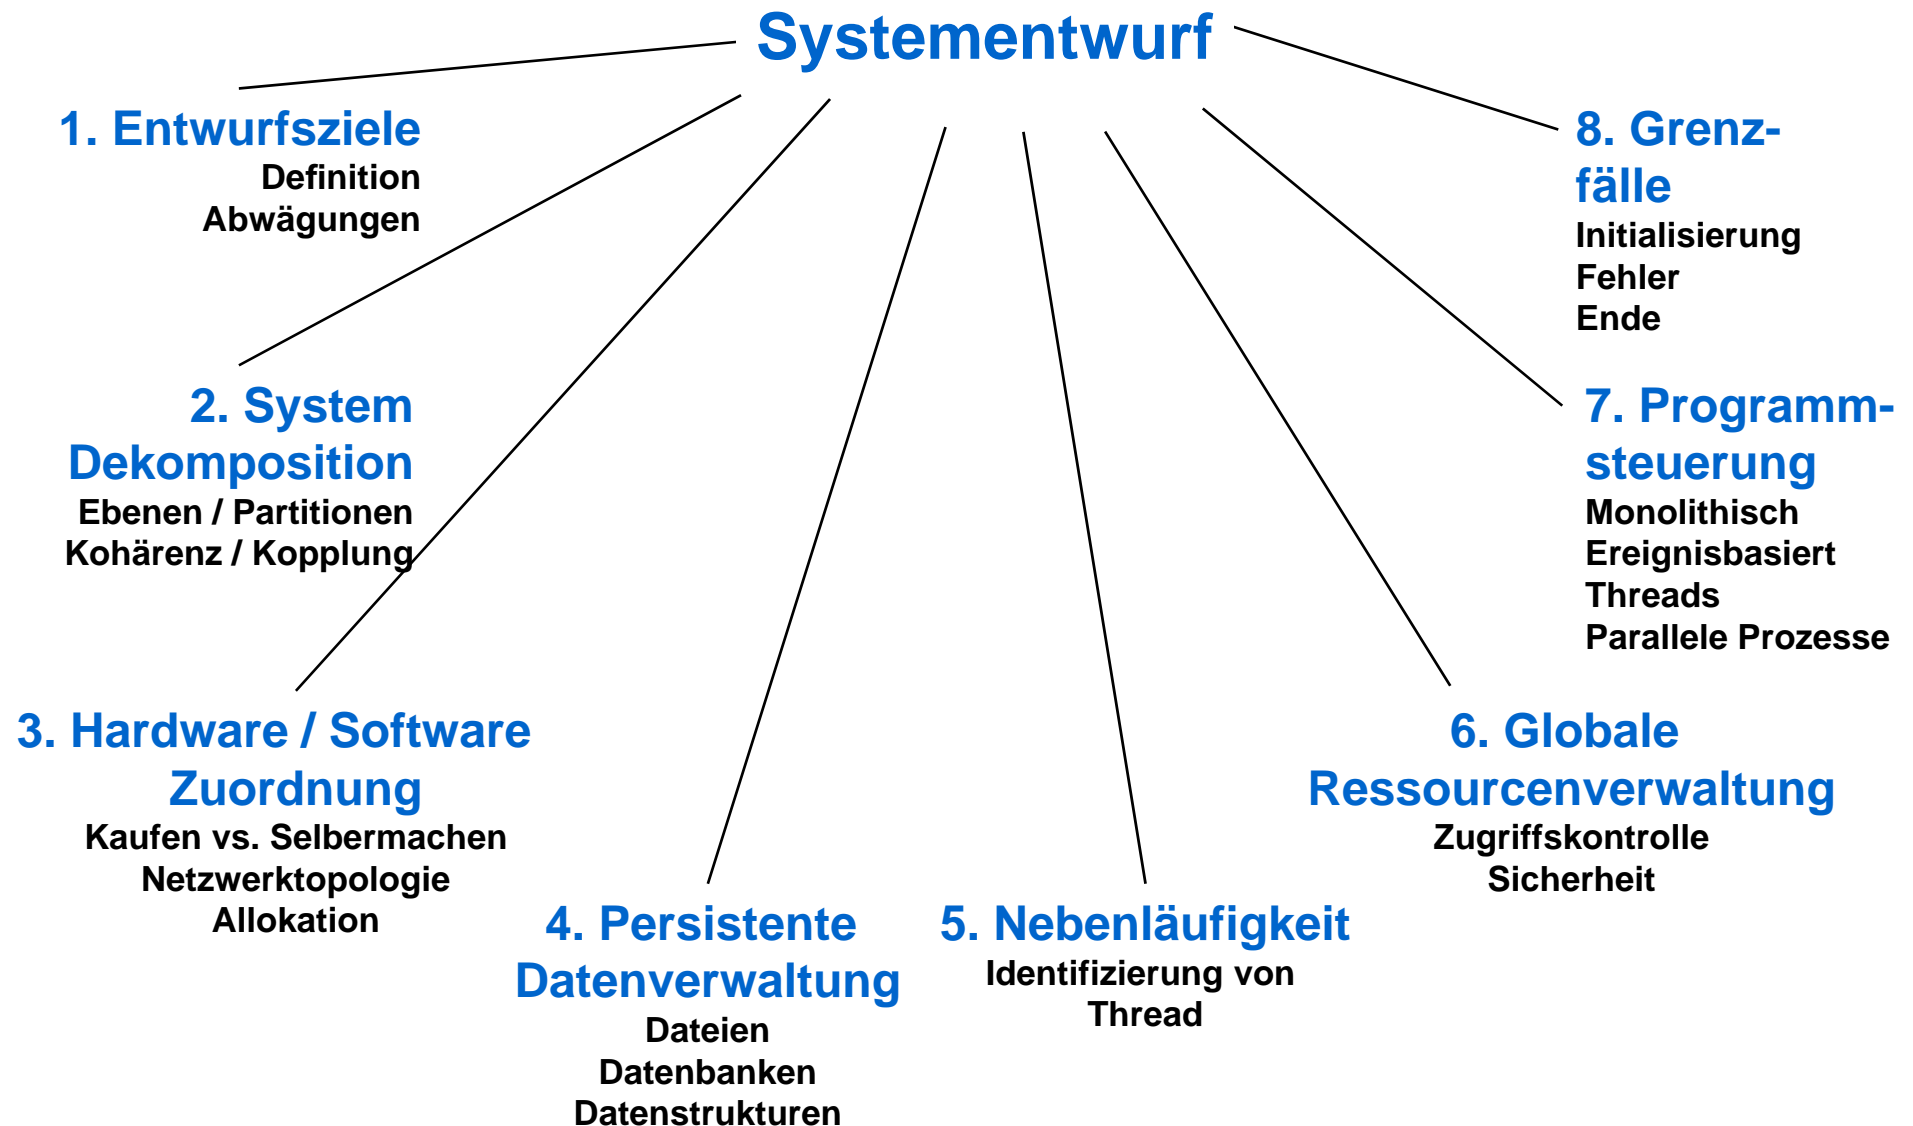 Systementwurf
1. Entwurfsziele
Definition
Abwägungen
2. System
Dekomposition
Ebenen / Partitionen
Kohärenz / Kopplung
3. Hardware / Software
Zuordnung
Kaufen vs. Selbermachen
Netzwerktopologie
Allokation
4. Persistente
Datenverwaltung
Dateien
Datenbanken
Datenstrukturen
5. Nebenläufigkeit
Identifizierung von
Thread
6. Globale
Ressourcenverwaltung
Zugriffskontrolle
Sicherheit
7. Programm-
steuerung
Monolithisch
Ereignisbasiert
Threads
Parallele Prozesse
8. Grenz-
fälle
Initialisierung
Fehler
Ende